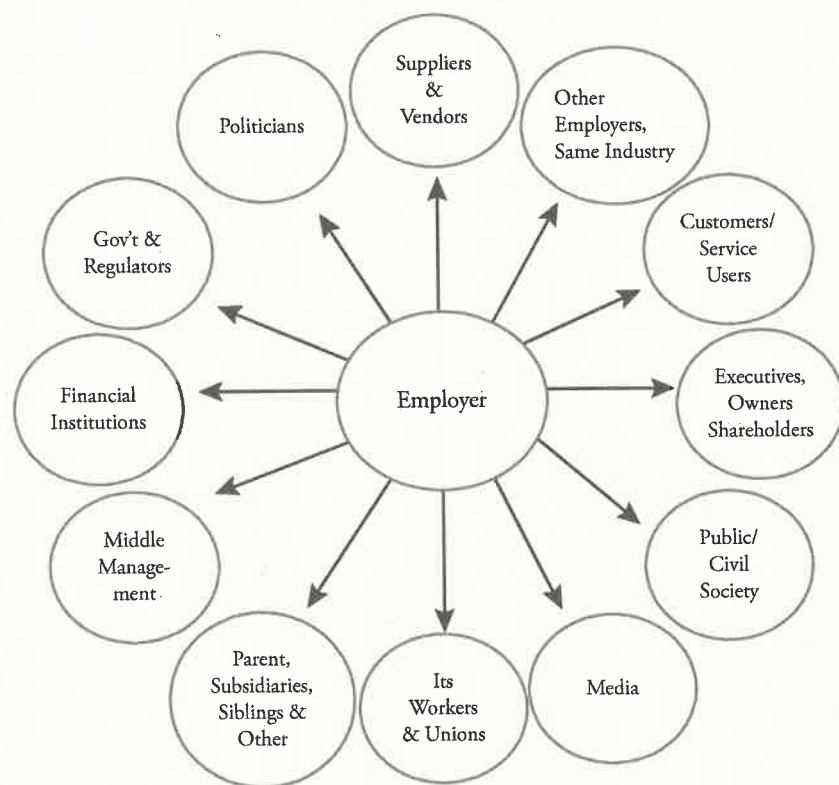 Suppliers
&
Vendors
Politicians
Other
Employers,
Same Industry
Gov't &
Regulators
Customers/
Service
Users
Financial
Institutions
Employer
Executives,
Owners
Shareholders
Middle
Manage-
ment
Public/
Civil
Society
Parent,
Subsidiaries,
Siblings &
Other
Its
Workers
& Unions
Media